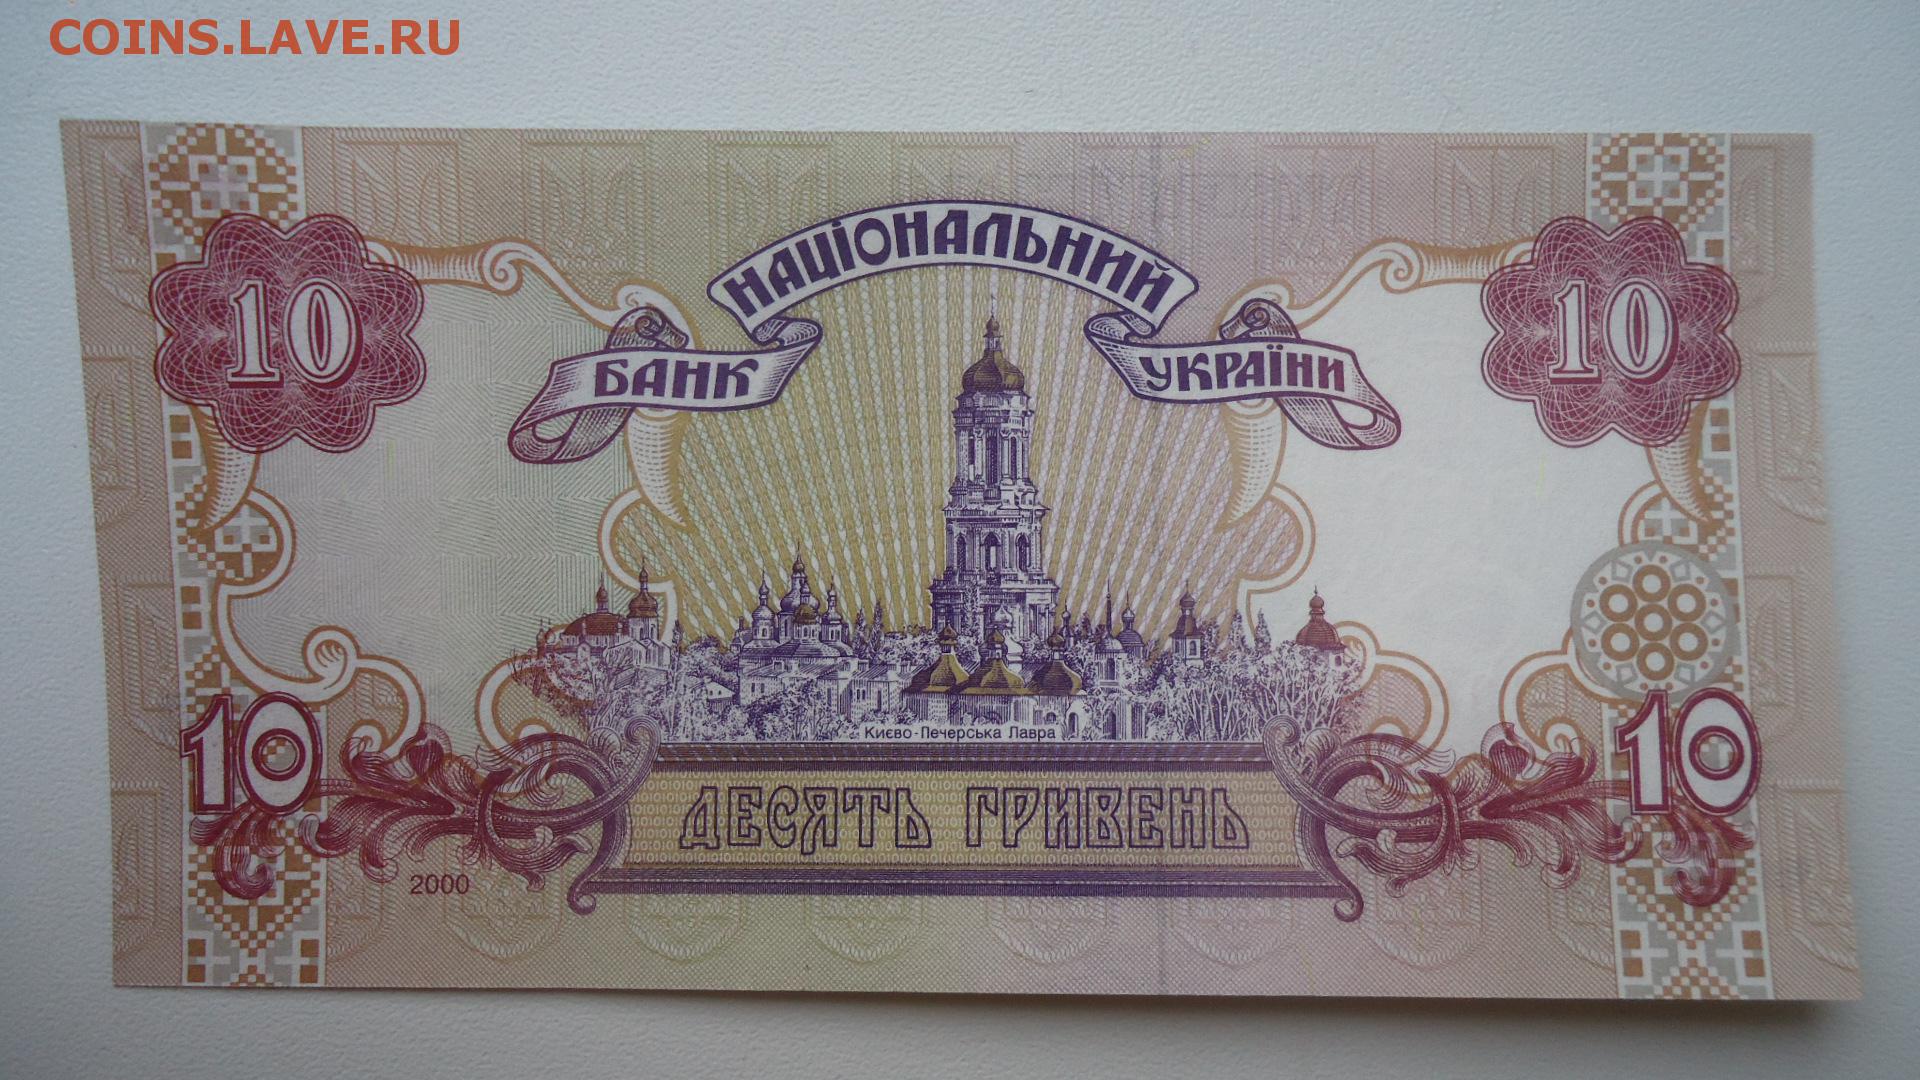 COINS.LAVE.RU
НАЦІОНАЛЬНИЙ
БАНК УКРАЇНИ
10 10
Києво-Печерська Лавра
10 10
ДЕСЯТЬ ГРИВЕНЬ
2000